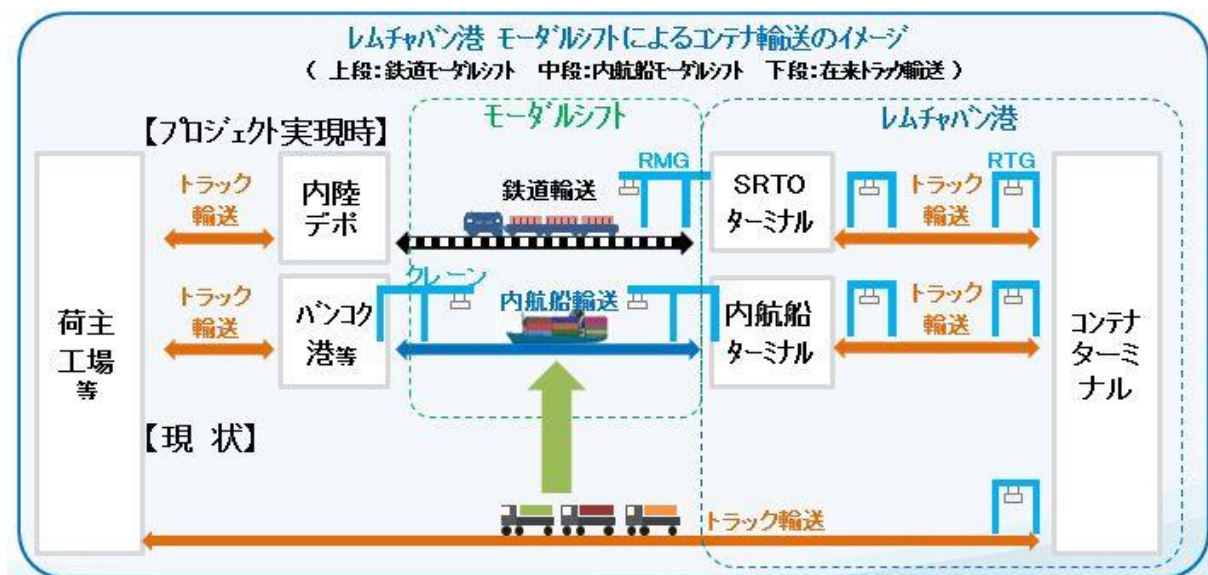 レムチャバン港 モーダルシフトによるコンテナ輸送のイメージ
( 上段:鉄道モーダルシフト 中段:内航船モーダルシフト 下段:在来トラック輸送 )
モーダルシフト
レムチャバン港
【プロジェクト実現時】
荷主
工場
等
トラック
輸送
内陸
デポ
鉄道輸送
RMG
SRTO
ターミナル
トラック
輸送
RTG
トラック
輸送
バンコク
港等
クレーン
内航船輸送
内航船
ターミナル
トラック
輸送
コンテナ
ターミ
ナル
【現 状】
トラック輸送